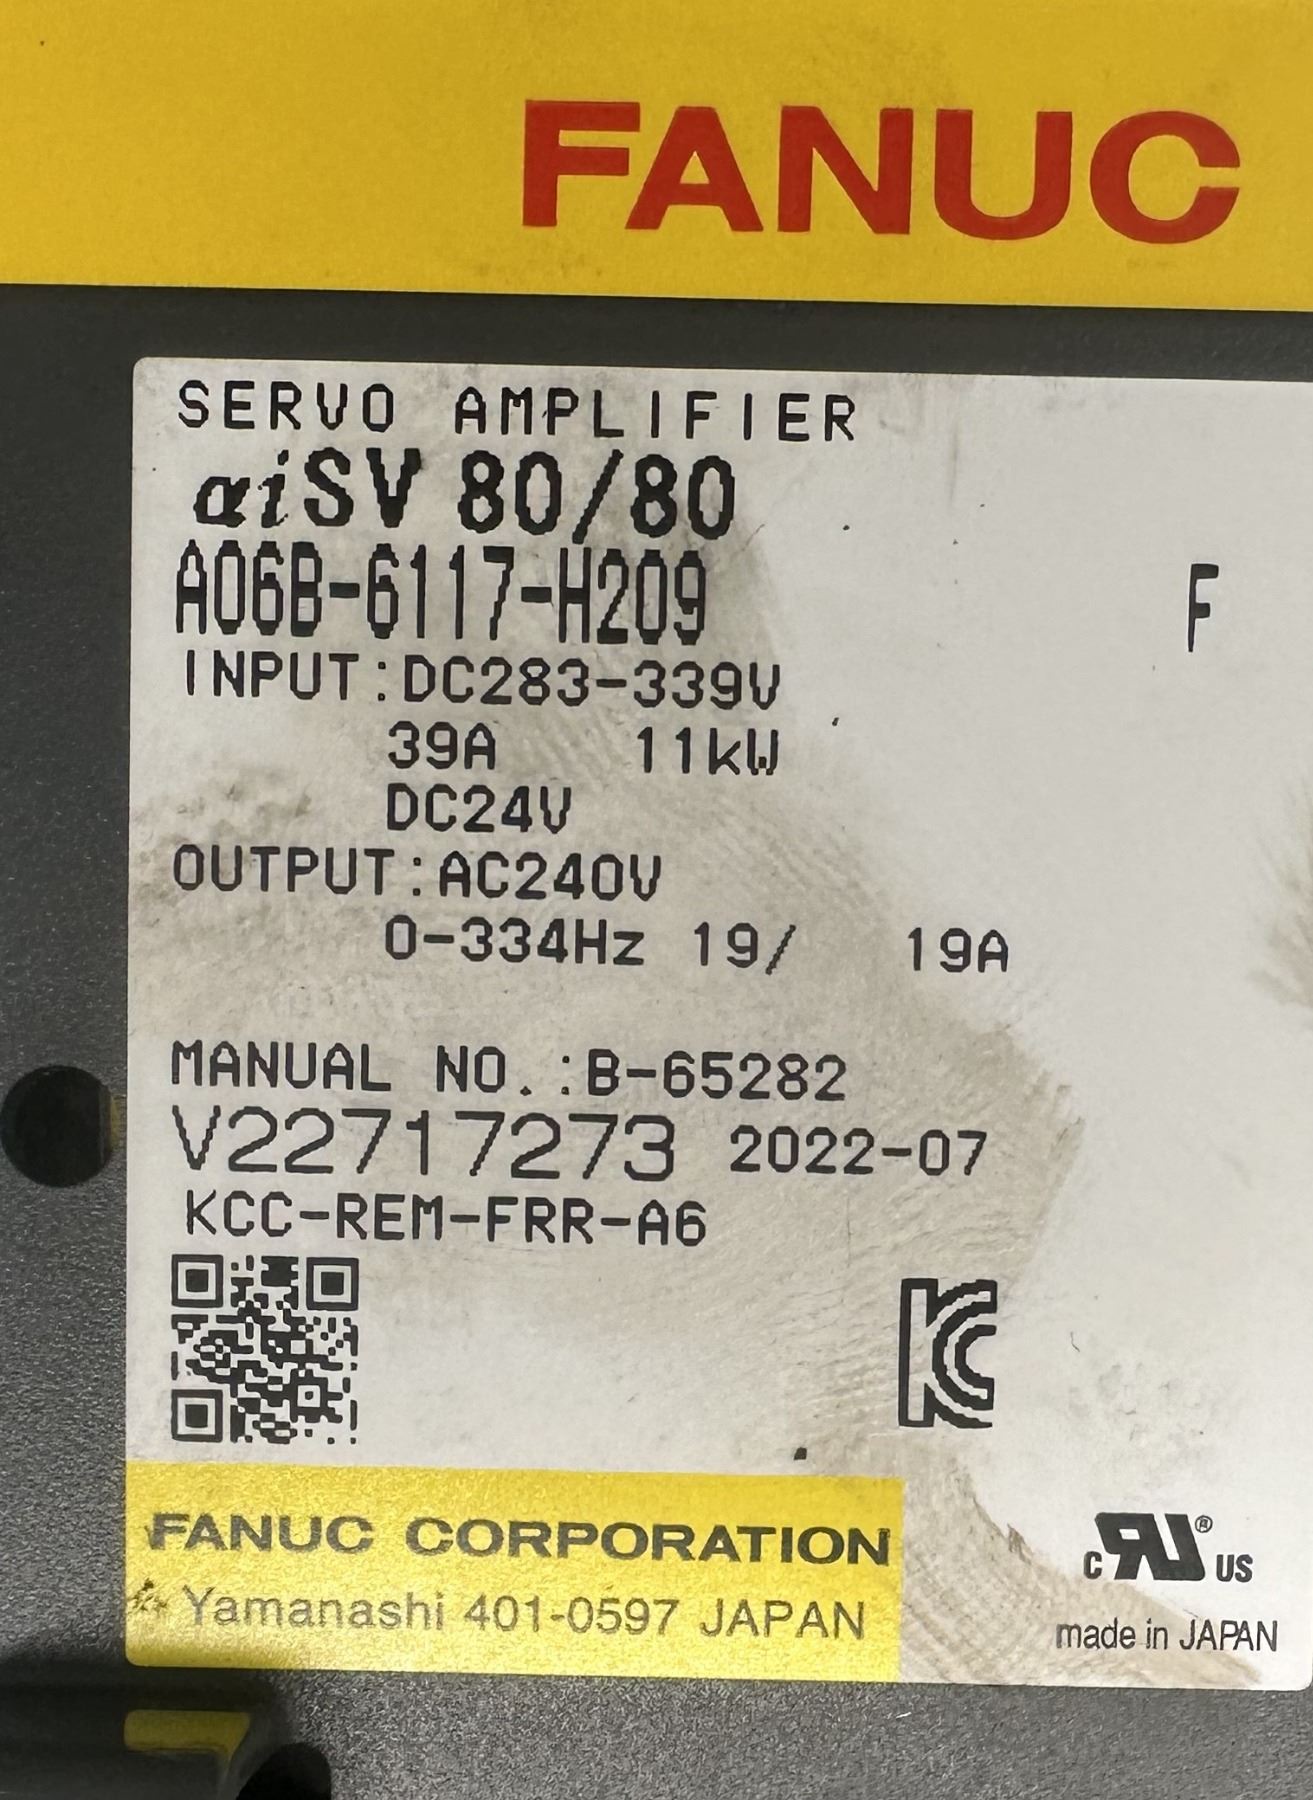 FANUC
SERVO AMPLIFIER
αiSV 80/80
A06B-6117-H209 F
INPUT:DC283-339V
39A 11kW
DC24V
OUTPUT:AC240V
0-334Hz 19/ 19A
MANUAL NO.:B-65282
V22717273 2022-07
KCC-REM-FRR-A6
FANUC CORPORATION
Yamanashi 401-0597 JAPAN
c RU ® US
made in JAPAN